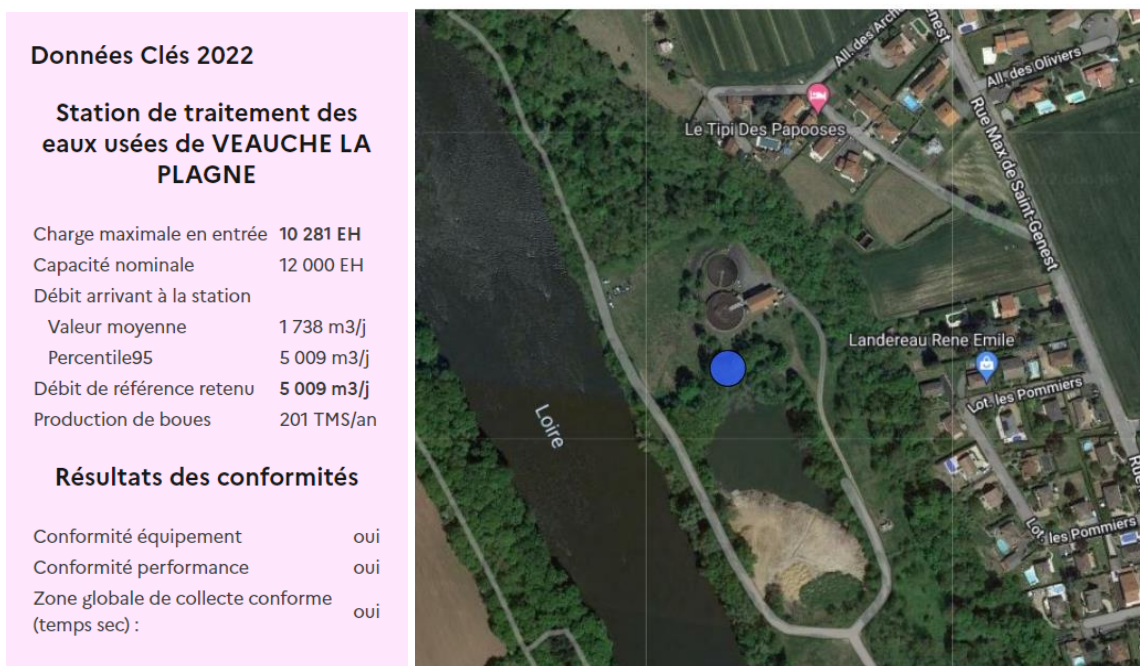 Données Clés 2022
Station de traitement des
eaux usées de VEAUCHE LA
PLAGNE
Charge maximale en entrée 10 281 EH
Capacité nominale 12 000 EH
Débit arrivant à la station
Valeur moyenne 1 738 m3/j
Percentile95 5 009 m3/j
Débit de référence retenu 5 009 m3/j
Production de boues 201 TMS/an
Résultats des conformités
Conformité équipement oui
Conformité performance oui
Zone globale de collecte conforme
(temps sec) : oui
All. des Arche
Genest
All. des Oliviers
Le Tipi Des Papooses
Rue Max de Saint-Genest
Landereau Rene Emile
Lot. les Pommiers
Loire
Lot. les Pommiers